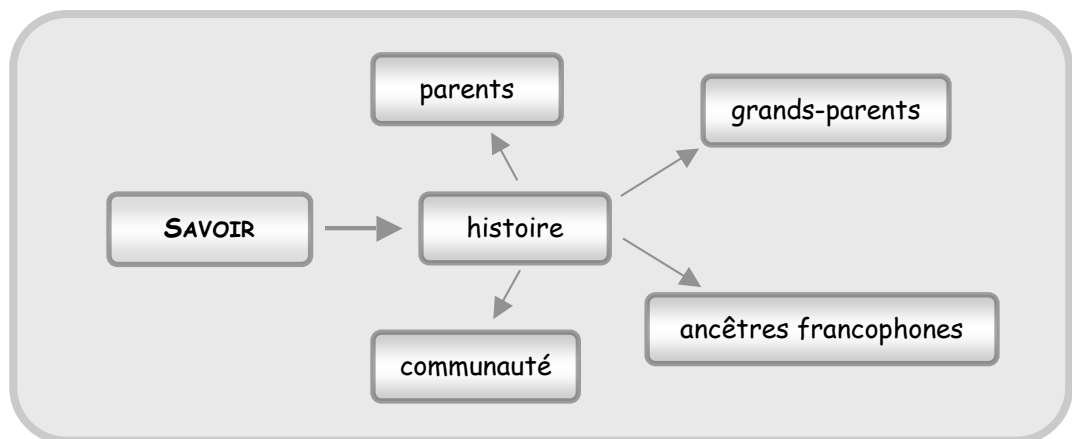 parents
grands-parents
SAVOIR
histoire
ancêtres francophones
communauté